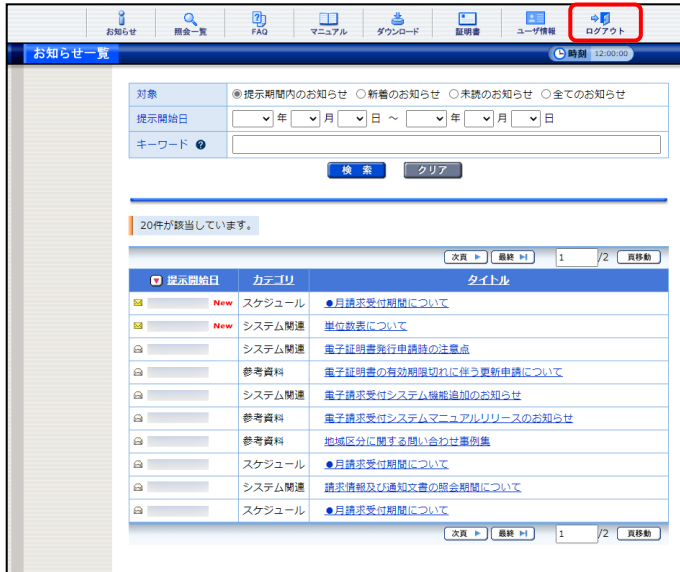 お知らせ 照会一覧 FAQ マニュアル ダウンロード 証明書 ユーザ情報 ログアウト
お知らせ一覧 時刻 12:00:00
対象 提示期間内のお知らせ 新着のお知らせ 未読のお知らせ 全てのお知らせ
提示開始日 年 月 日 ~ 年 月 日
キーワード ?
検 索 クリア
20件が該当しています。
次頁 最終 1 /2 頁移動
提示開始日 カテゴリ タイトル
New スケジュール ●月請求受付期間について
New システム関連 単位数表について
システム関連 電子証明書発行申請時の注意点
参考資料 電子証明書の有効期限切れに伴う更新申請について
システム関連 電子請求受付システム機能追加のお知らせ
参考資料 電子請求受付システムマニュアルリリースのお知らせ
参考資料 地域区分に関する問い合わせ事例集
スケジュール ●月請求受付期間について
システム関連 請求情報及び通知文書の照会期間について
スケジュール ●月請求受付期間について
次頁 最終 1 /2 頁移動